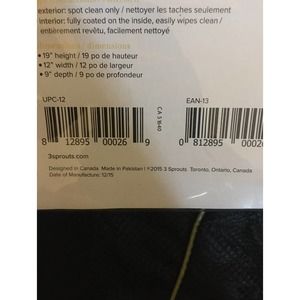 exterior: spot clean only / nettoyer les taches seulement
interior: fully coated on the inside, easily wipes clean /
entièrement revêtu, facilement nettoyé
dimensions / dimensions
• 19" height / 19 po de hauteur
• 12" width / 12 po de largeur
• 9" depth / 9 po de profondeur
UPC-12
EAN-13
CA 31640
8 12895 00026 9
0 812895 00026
3sprouts.com
Designed in Canada. Made in Pakistan | ©2015 3 Sprouts. Toronto, Ontario, Canada
Date of Manufacture: 12/15